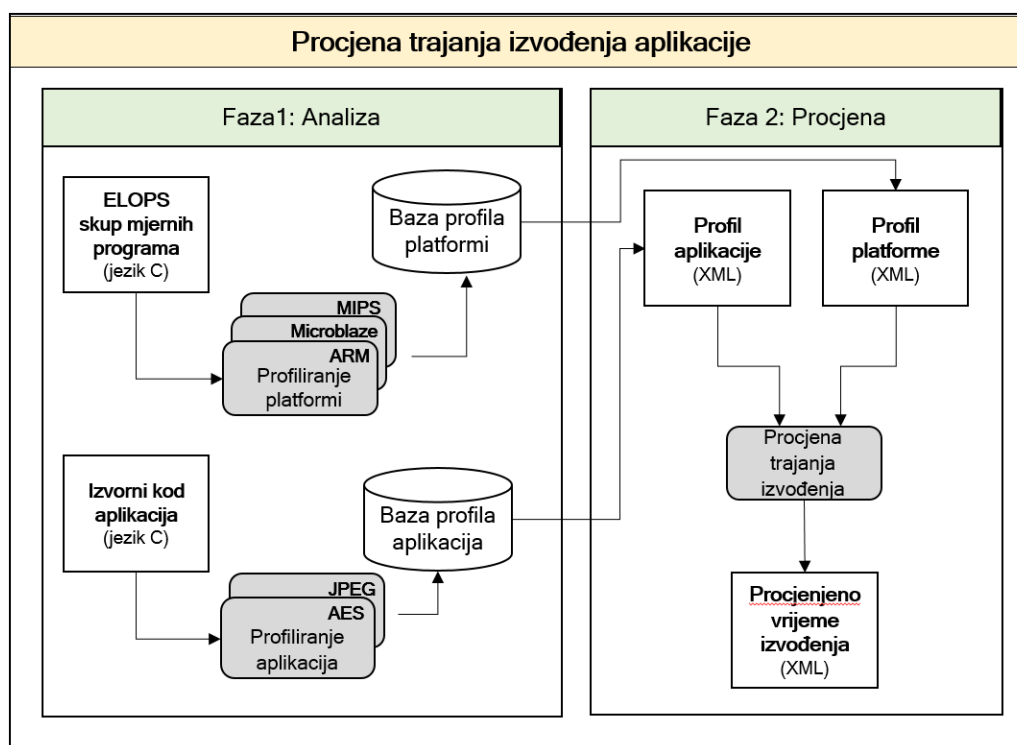 Procjena trajanja izvođenja aplikacije
Faza1: Analiza
ELOPS
skup mjernih
programa
(jezik C)
Baza profila
platformi
MIPS
Microblaze
ARM
Profiliranje
platformi
Izvorni kod
aplikacija
(jezik C)
Baza profila
aplikacija
JPEG
AES
Profiliranje
aplikacija
Faza 2: Procjena
Profil
aplikacije
(XML)
Profil
platforme
(XML)
Procjena
trajanja
izvođenja
Procjenjeno
vrijeme
izvođenja
(XML)